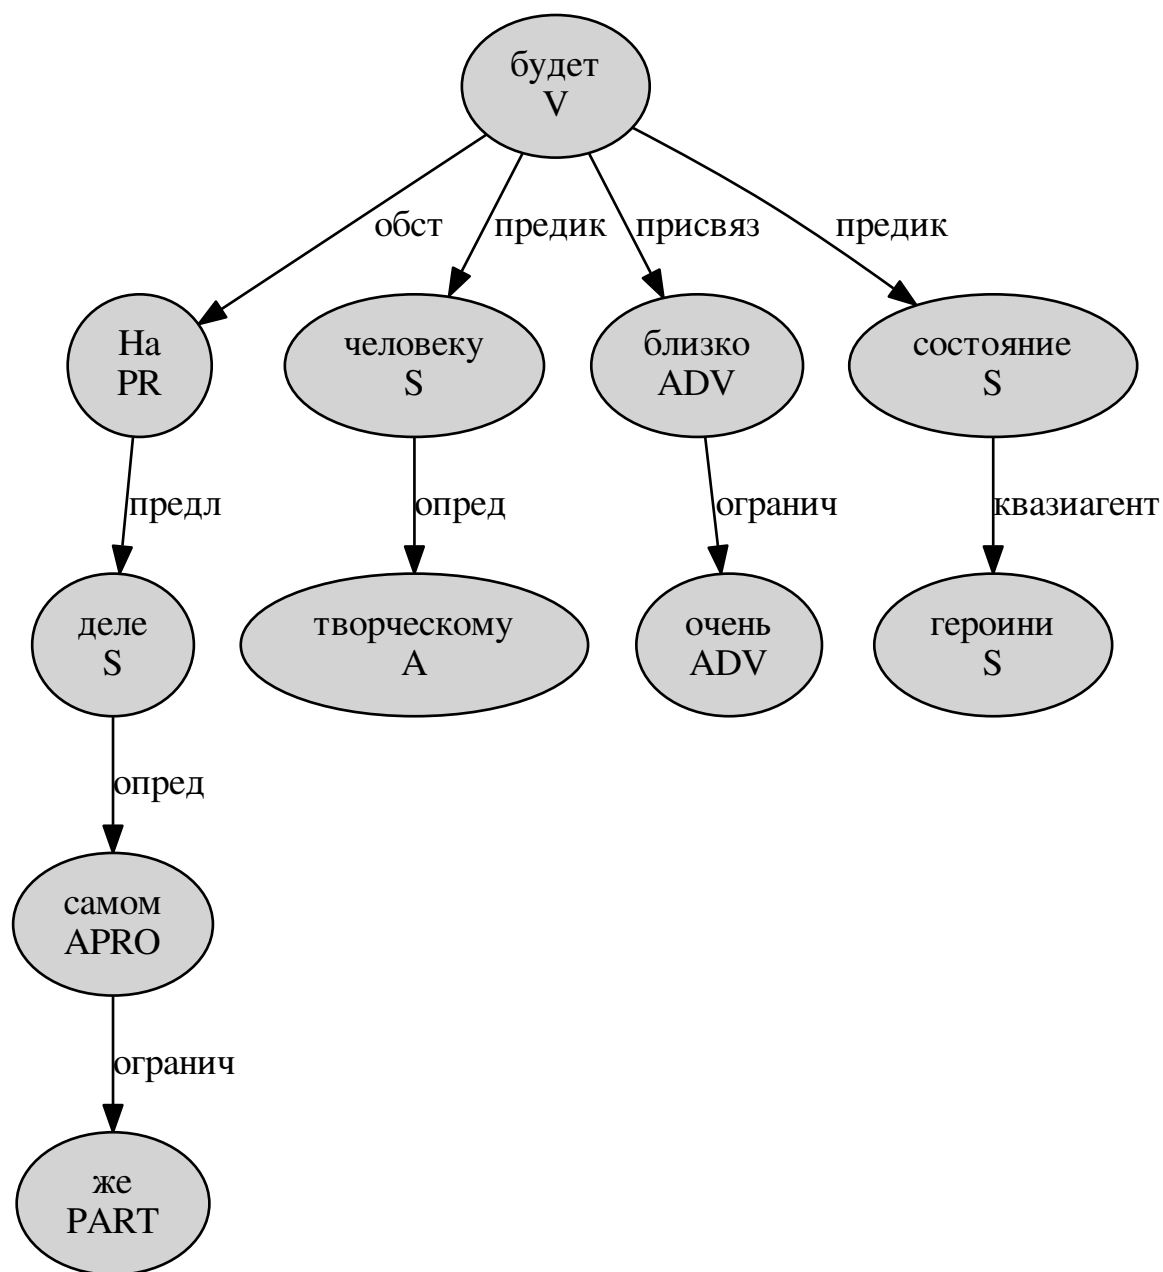 будет
V
обст
предик
присвяз
предик
На
PR
человеку
S
близко
ADV
состояние
S
предл
опред
огранич
квазиагент
деле
S
творческому
A
очень
ADV
героини
S
опред
самом
APRO
огранич
же
PART